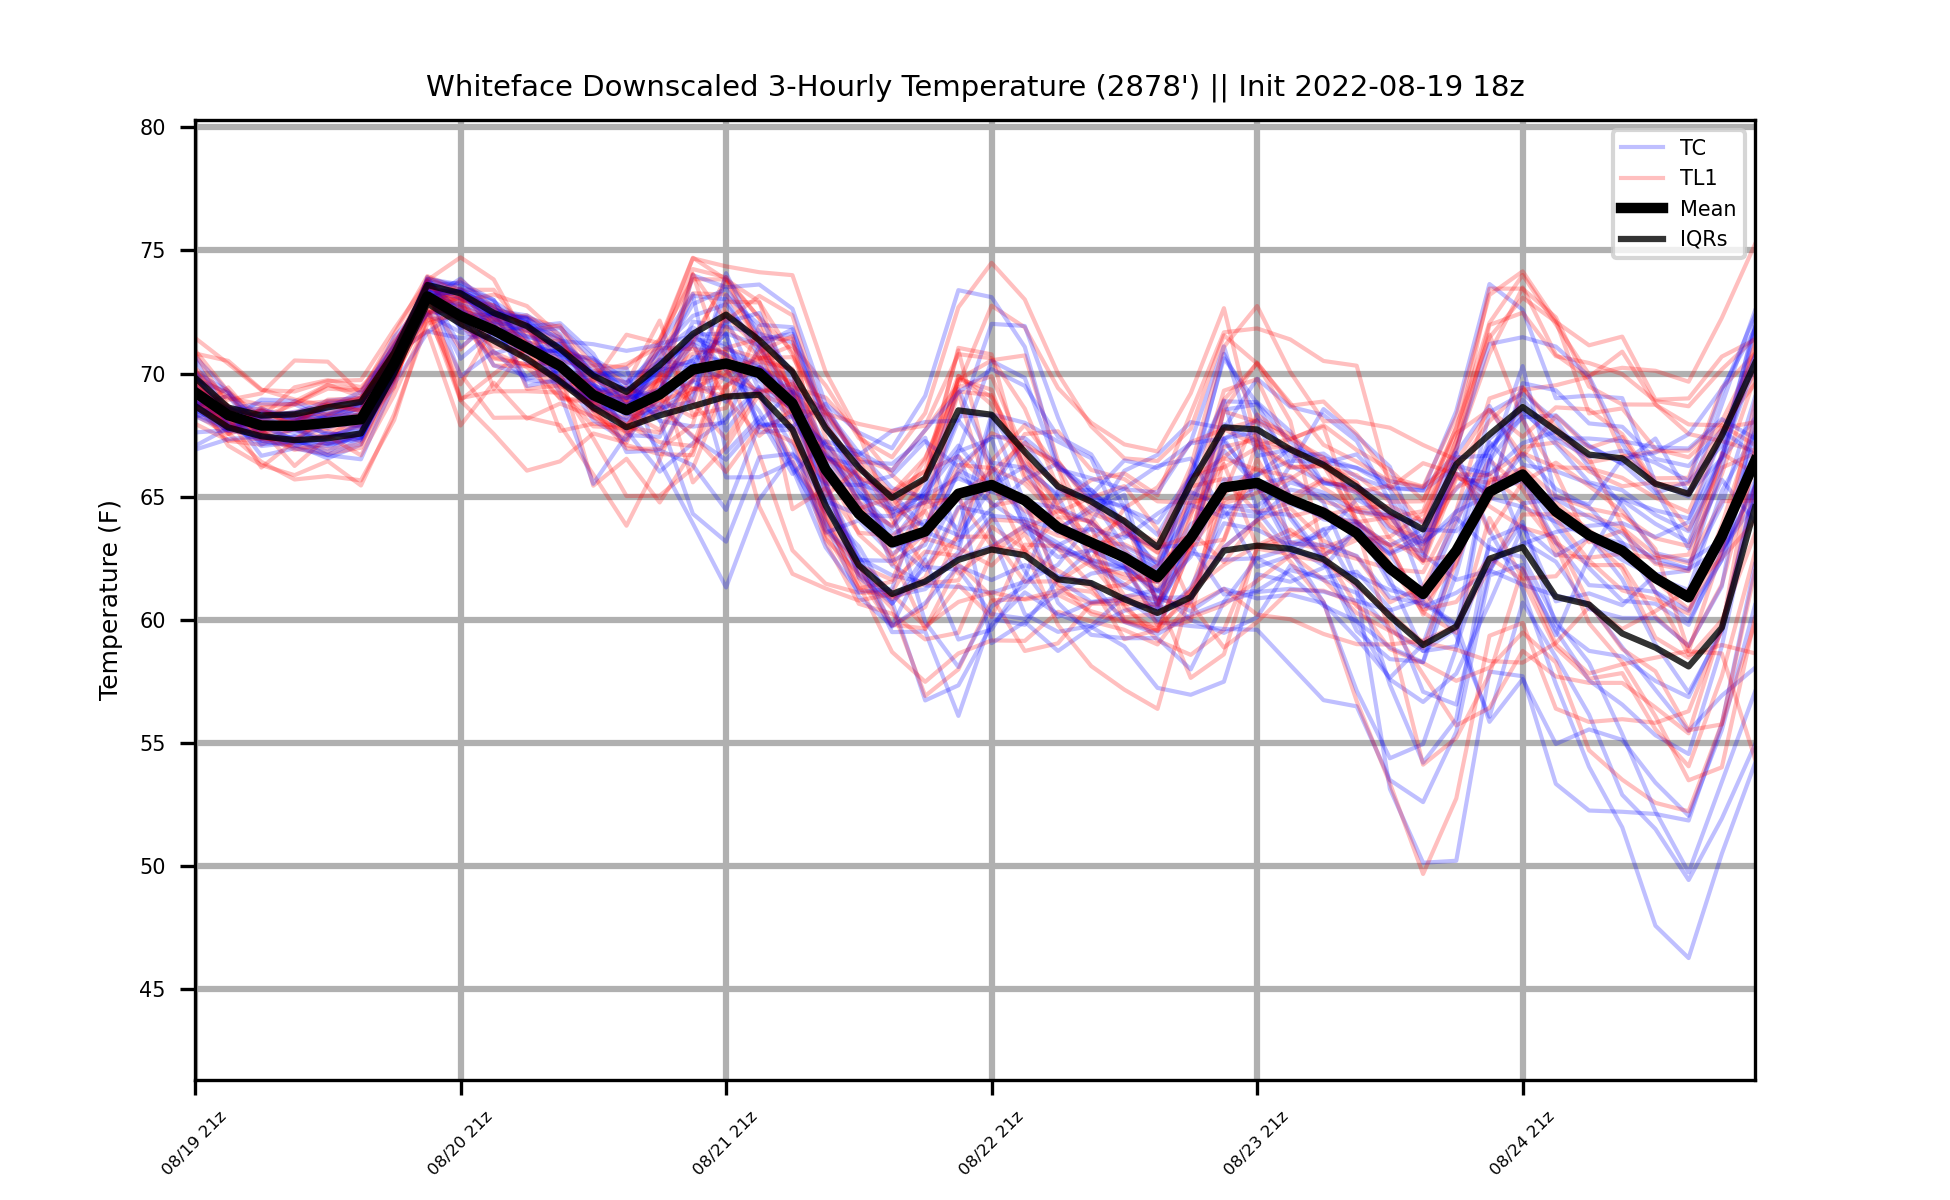 Whiteface Downscaled 3-Hourly Temperature (2878') || Init 2022-08-19 18z
TC
TL1
Mean
IQRs
Temperature (F)
80
75
70
65
60
55
50
45
08/19 21z
08/20 21z
08/21 21z
08/22 21z
08/23 21z
08/24 21z